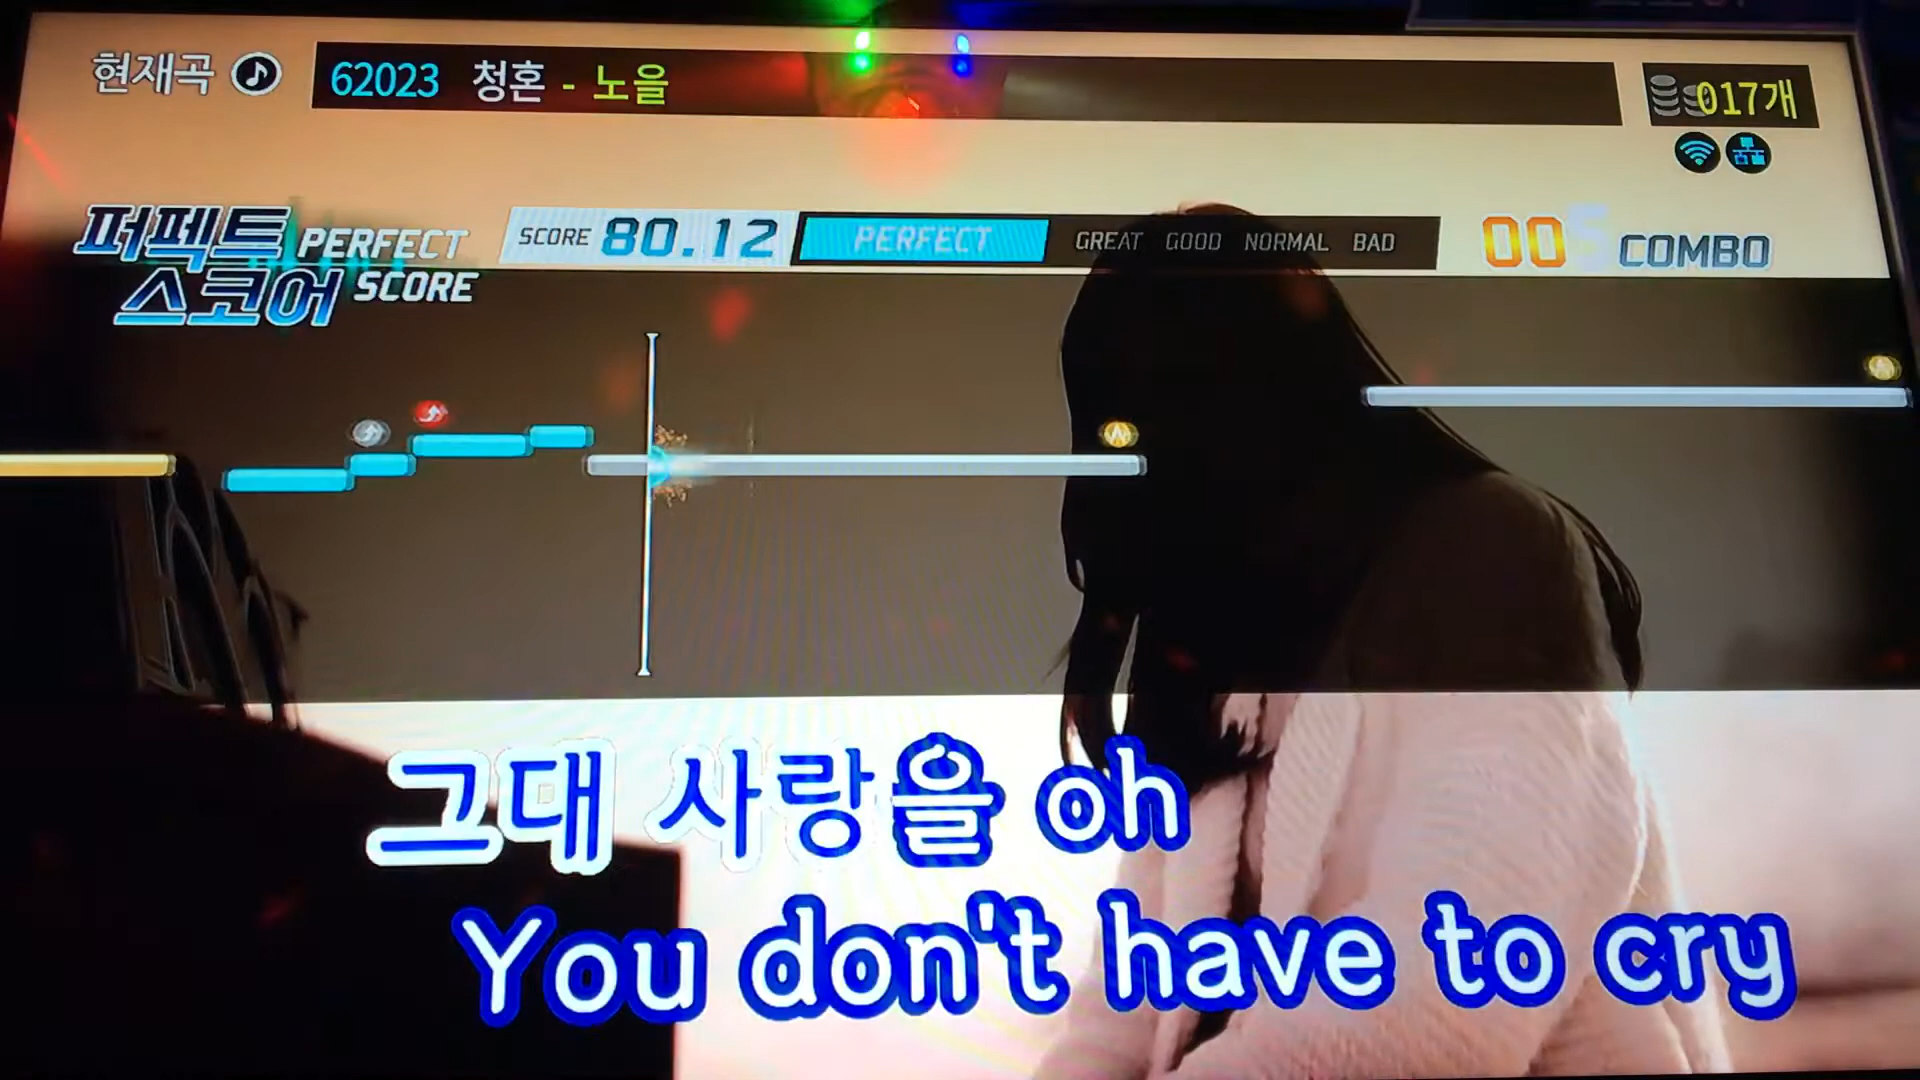 현재곡 62023 청혼 - 노을 017개
퍼펙트 PERFECT
스코어 SCORE
SCORE 80.12 PERFECT GREAT GOOD NORMAL BAD 005 COMBO
그대 사랑을 oh
You don't have to cry